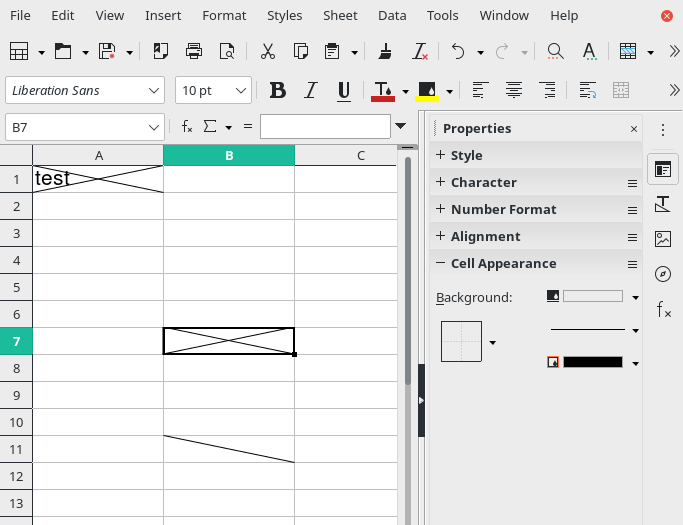 File Edit View Insert Format Styles Sheet Data Tools Window Help
Liberation Sans 10 pt B I U T
B7 fx Σ =
Properties
Style
Character
Number Format
Alignment
Cell Appearance
Background:
A B C
1 test
2
3
4
5
6
7
8
9
10
11
12
13